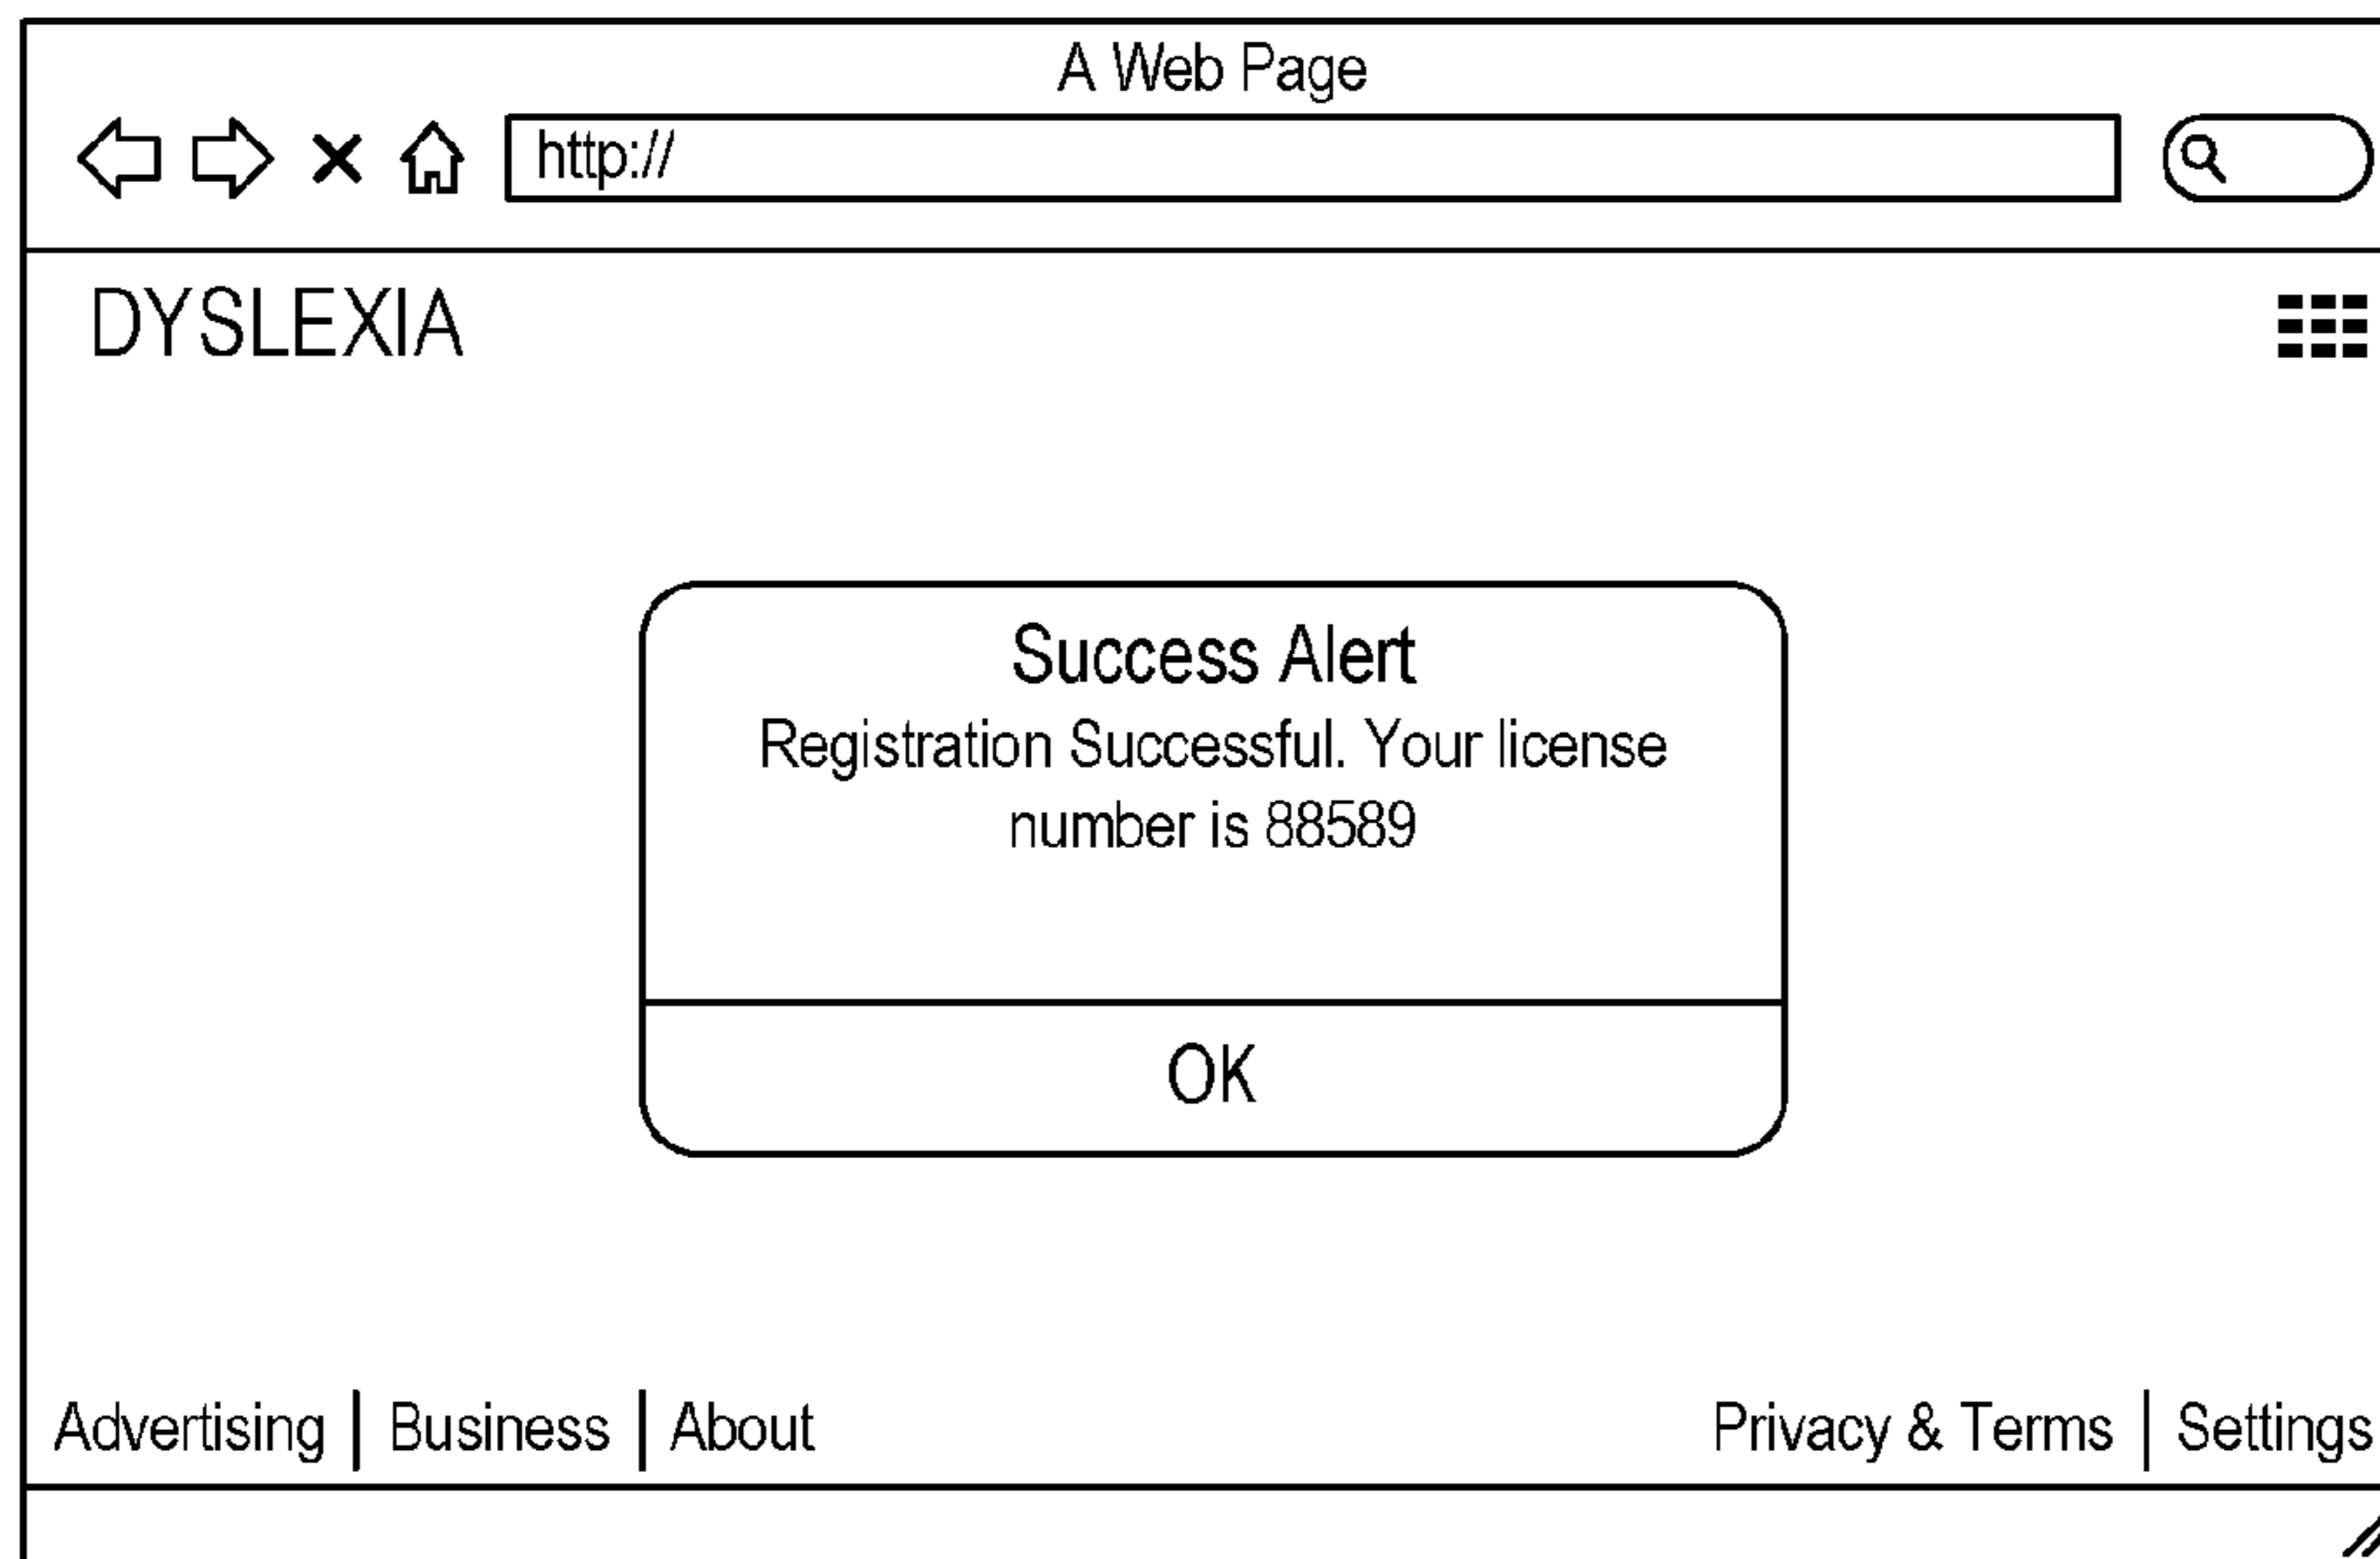 A Web Page
http://
DYSLEXIA
Success Alert
Registration Successful. Your license
number is 88589
OK
Advertising | Business | About
Privacy & Terms | Settings